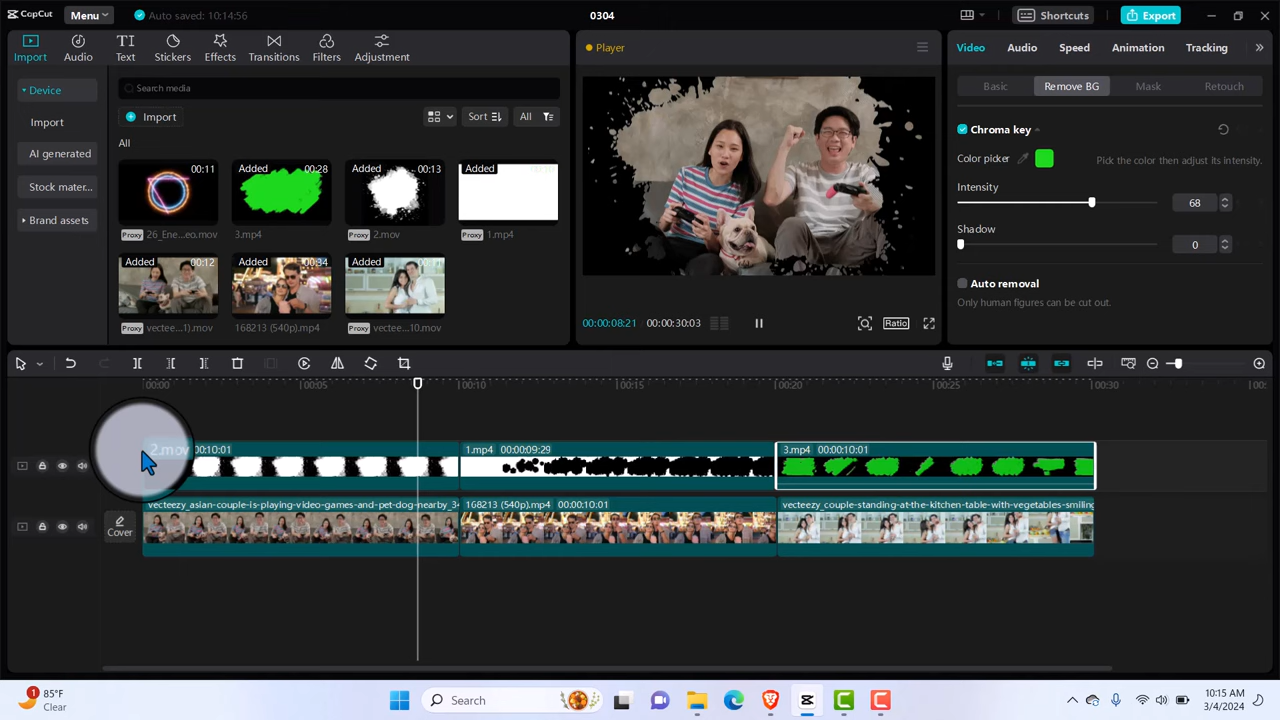 CapCut
Menu
Auto saved: 10:14:56
0304
Shortcuts
Export
Import
Audio
Text
Stickers
Effects
Transitions
Filters
Adjustment
Player
Video
Audio
Speed
Animation
Tracking
Device
Import
AI generated
Stock mater...
Brand assets
Search media
Import
Sort
All
All
00:11
Added
00:28
Added
00:13
Added
Proxy 26_Ene...eo.mov
Proxy 3.mp4
Proxy 2.mov
Proxy 1.mp4
Added
00:12
Added
00:34
Added
Proxy vectee...1).mov
168213 (540p).mp4
Proxy vectee...10.mov
00:00:08:21
00:00:30:03
Ratio
Basic
Remove BG
Mask
Retouch
Chroma key
Color picker
Pick the color then adjust its intensity.
Intensity
68
Shadow
0
Auto removal
Only human figures can be cut out.
00:00
00:05
00:10
00:15
00:20
00:25
00:30
2.mov 00:10:01
1.mp4 00:00:09:29
3.mp4 00:00:10:01
Cover
vecteezy_asian-couple-is-playing-video-games-and-pet-dog-nearby_34
168213 (540p).mp4 00:00:10:01
vecteezy_couple-standing-at-the-kitchen-table-with-vegetables-smiling
1
85°F
Clear
Search
10:15 AM
3/4/2024